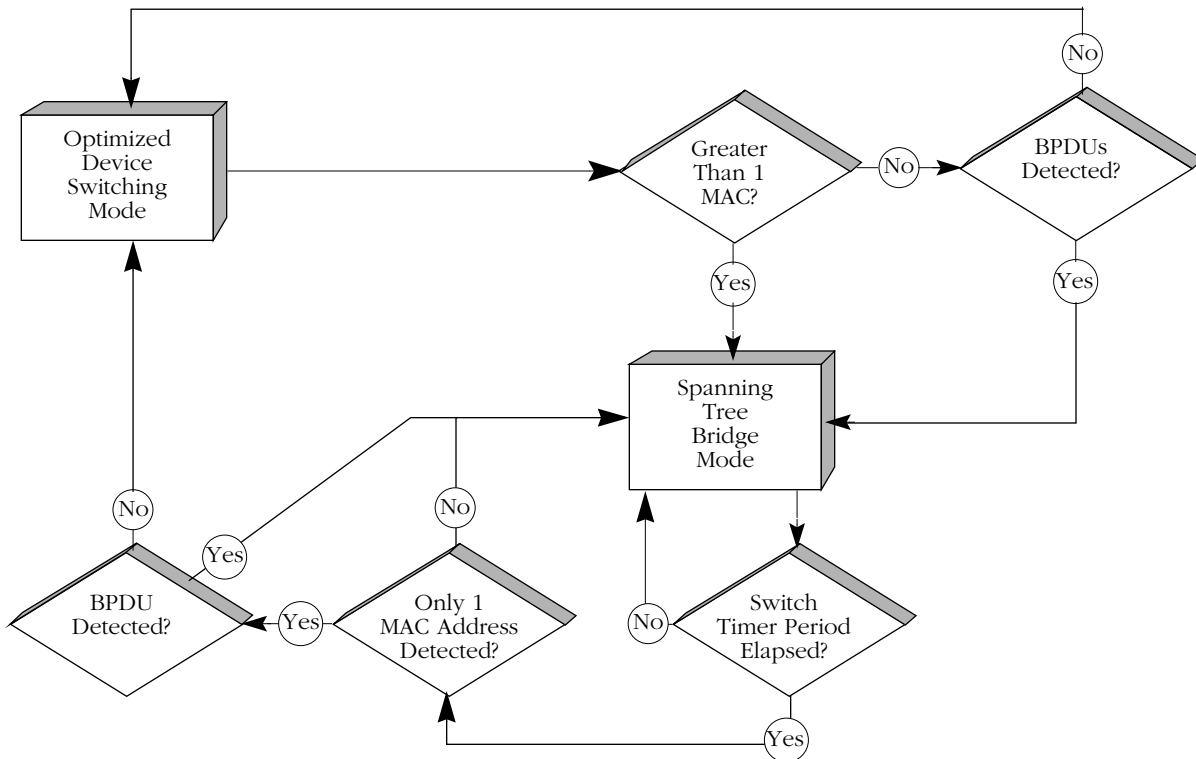 No
Optimized
Device
Switching
Mode
Greater
Than 1
MAC?
No
BPDUs
Detected?
Yes
Yes
Spanning
Tree
Bridge
Mode
No
No
Yes
BPDU
Detected?
Yes
Only 1
MAC Address
Detected?
No
Switch
Timer Period
Elapsed?
Yes